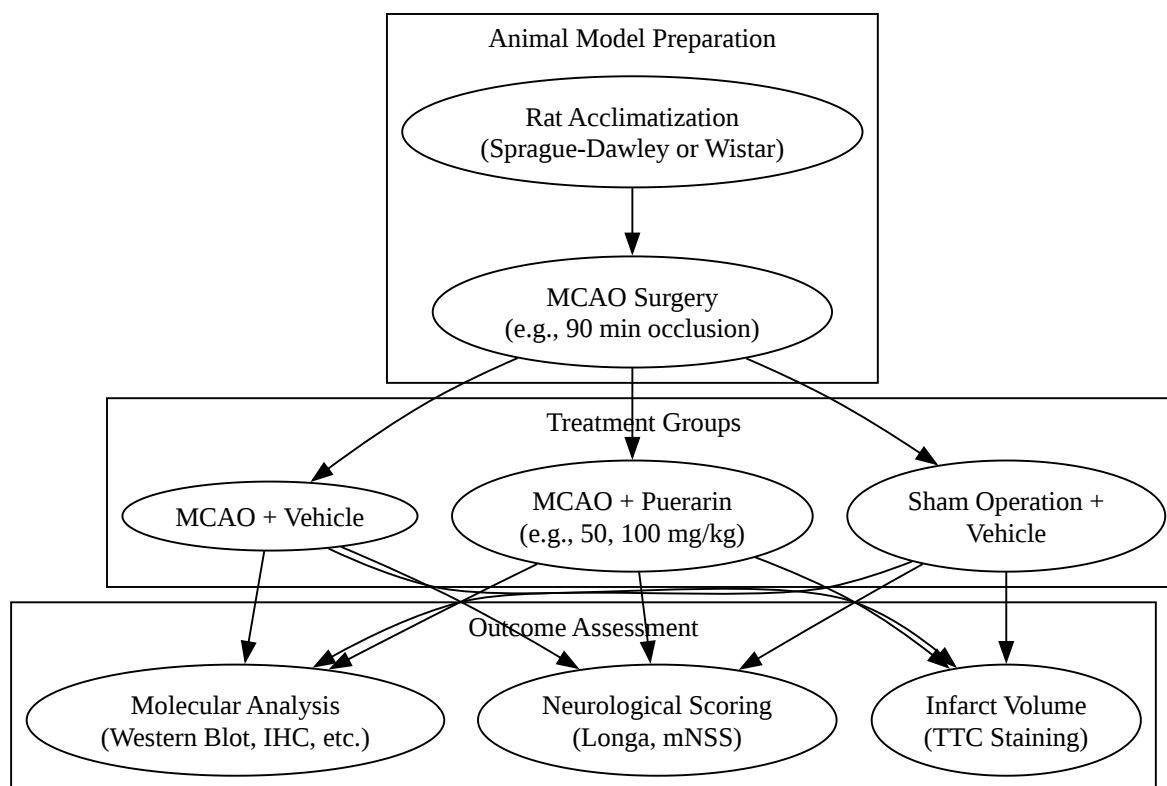 Animal Model Preparation
Rat Acclimatization
(Sprague-Dawley or Wistar)
MCAO Surgery
(e.g., 90 min occlusion)
Treatment Groups
MCAO + Vehicle
MCAO + Puerarin
(e.g., 50, 100 mg/kg)
Sham Operation +
Vehicle
Outcome Assessment
Molecular Analysis
(Western Blot, IHC, etc.)
Neurological Scoring
(Longa, mNSS)
Infarct Volume
(TTC Staining)